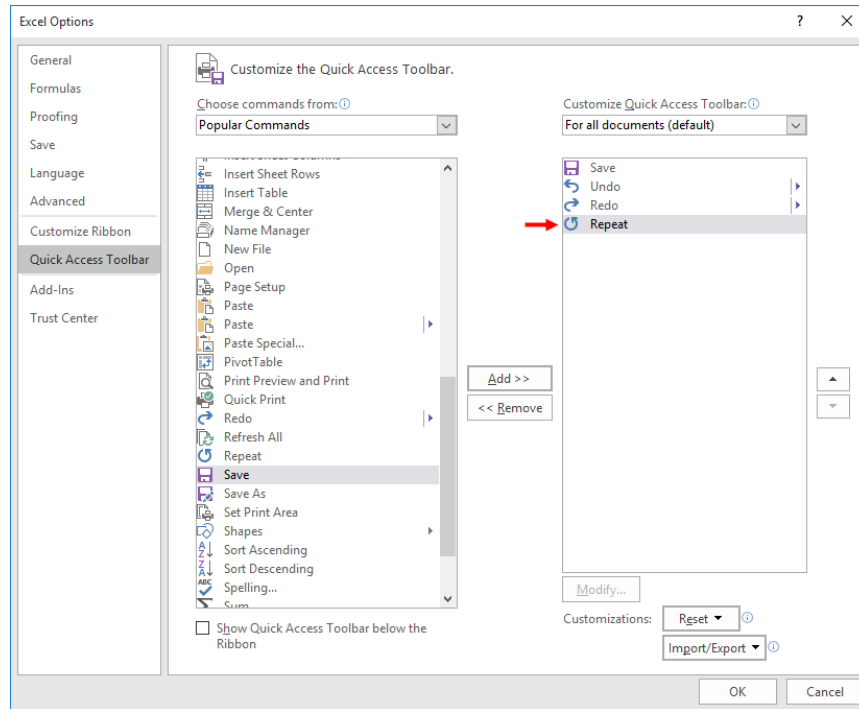 Excel Options
?
General
Formulas
Proofing
Save
Language
Advanced
Customize Ribbon
Quick Access Toolbar
Add-Ins
Trust Center
Customize the Quick Access Toolbar.
Choose commands from:
Popular Commands
Insert Sheet Columns
Insert Sheet Rows
Insert Table
Merge & Center
Name Manager
New File
Open
Page Setup
Paste
Paste
Paste Special...
PivotTable
Print Preview and Print
Quick Print
Redo
Refresh All
Repeat
Save
Save As
Set Print Area
Shapes
Sort Ascending
Sort Descending
Spelling...
Sum
Show Quick Access Toolbar below the
Ribbon
Add >>
<< Remove
Customize Quick Access Toolbar:
For all documents (default)
Save
Undo
Redo
Repeat
Modify...
Customizations:
Reset
Import/Export
OK
Cancel